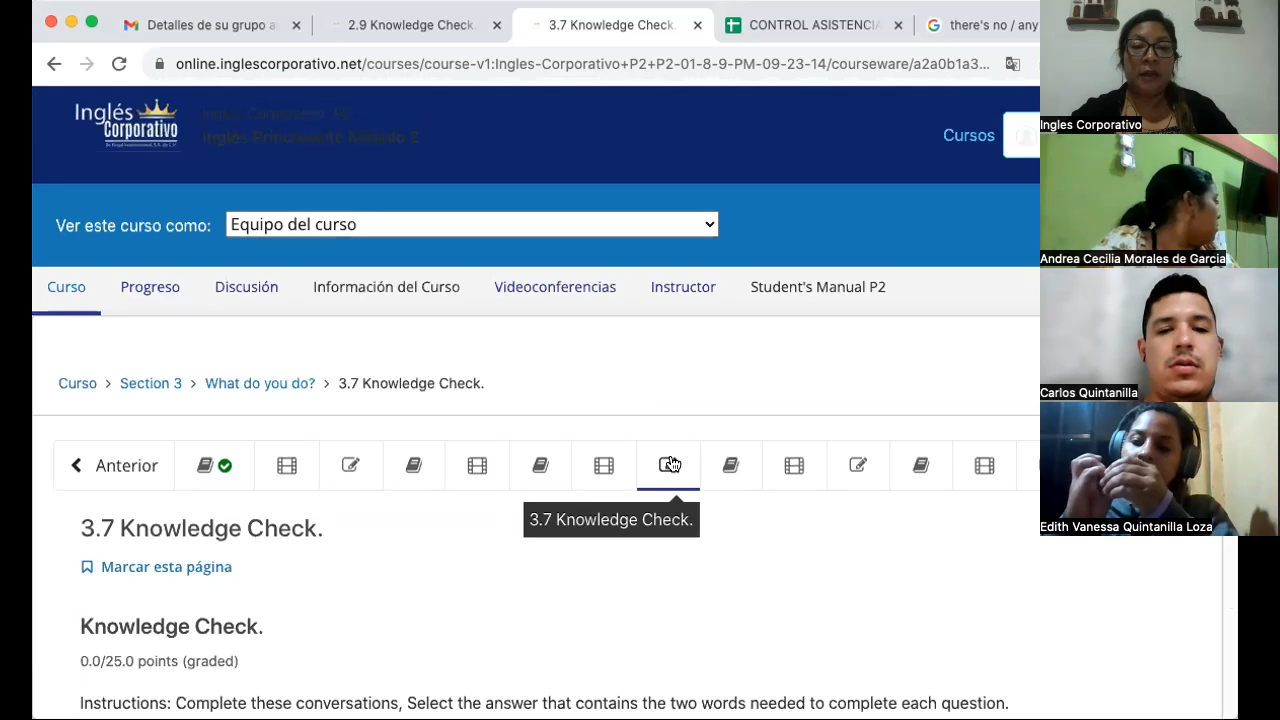 Detalles de su grupo a
2.9 Knowledge Check.
3.7 Knowledge Check.
CONTROL ASISTENCIA
there's no / any
online.inglescorporativo.net/courses/course-v1:Ingles-Corporativo+P2+P2-01-8-9-PM-09-23-14/courseware/a2a0b1a3...
Inglés
Corporativo
Inglés Principiante Módulo 2
Cursos
Ver este curso como:
Equipo del curso
Curso
Progreso
Discusión
Información del Curso
Videoconferencias
Instructor
Student's Manual P2
Curso > Section 3 > What do you do? > 3.7 Knowledge Check.
Anterior
3.7 Knowledge Check.
3.7 Knowledge Check.
Marcar esta página
Knowledge Check.
0.0/25.0 points (graded)
Instructions: Complete these conversations, Select the answer that contains the two words needed to complete each question.
Ingles Corporativo
Andrea Cecilia Morales de Garcia
Carlos Quintanilla
Edith Vanessa Quintanilla Loza